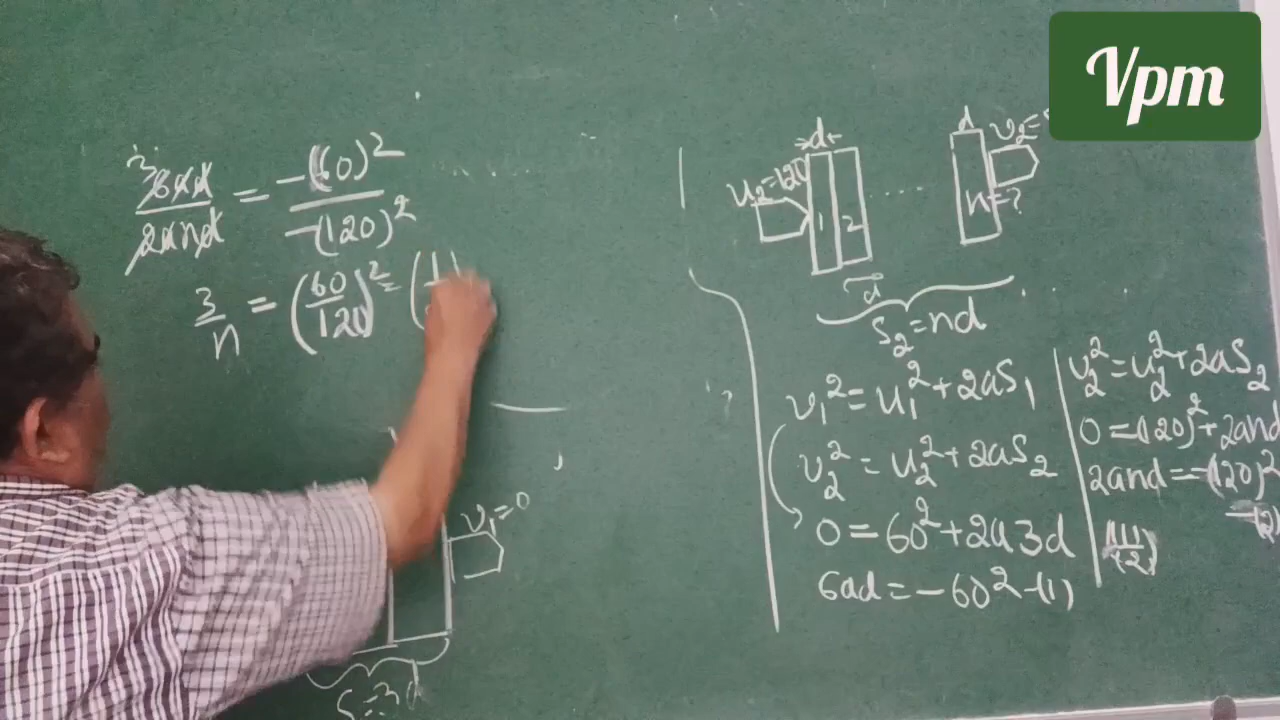 Vpm
6ad/2and = -(60)²/-(120)²
3/n = (60/120)² = (1
v₁=0
S=3d
d
u₂=120
1 2
d
n=?
S₂=nd
v₁²=u₁²+2aS₁
v₂²=u₂²+2aS₂
0=60²+2a3d
6ad=-60²-(1)
v₂²=u₂²+2aS₂
0=(120)²+2and
2and=-(120)²
-(2)
(1)/(2)